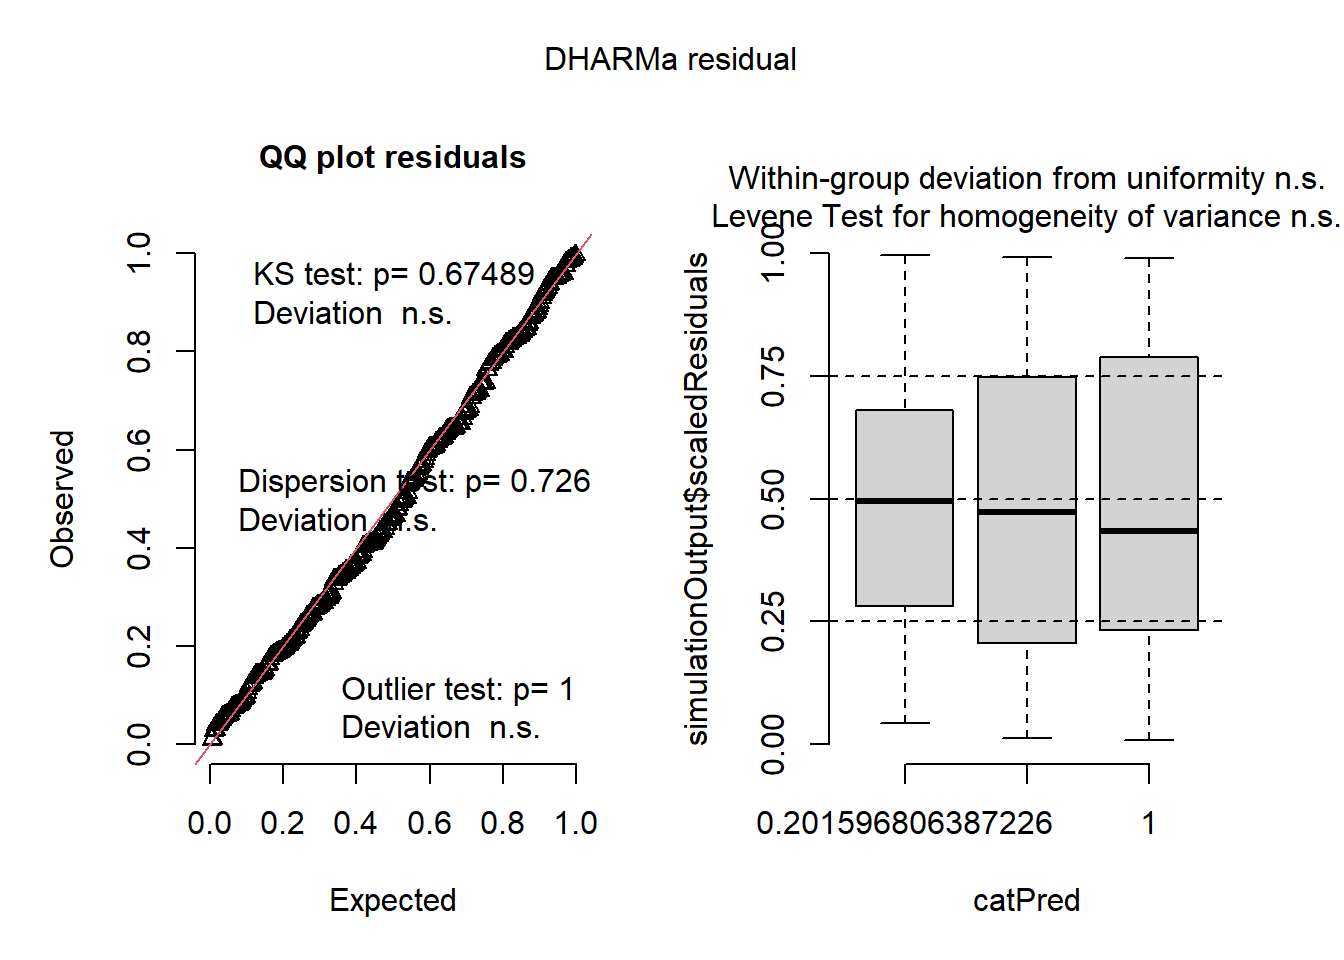 DHARMa residual
QQ plot residuals
KS test: p= 0.67489
Deviation  n.s.
Dispersion test: p= 0.726
Deviation  n.s.
Outlier test: p= 1
Deviation  n.s.
Observed
0.0 0.2 0.4 0.6 0.8 1.0
0.0 0.2 0.4 0.6 0.8 1.0
Expected
Within-group deviation from uniformity n.s.
Levene Test for homogeneity of variance n.s.
simulationOutput$scaledResiduals
0.00 0.25 0.50 0.75 1.00
0.201596806387226 1
catPred